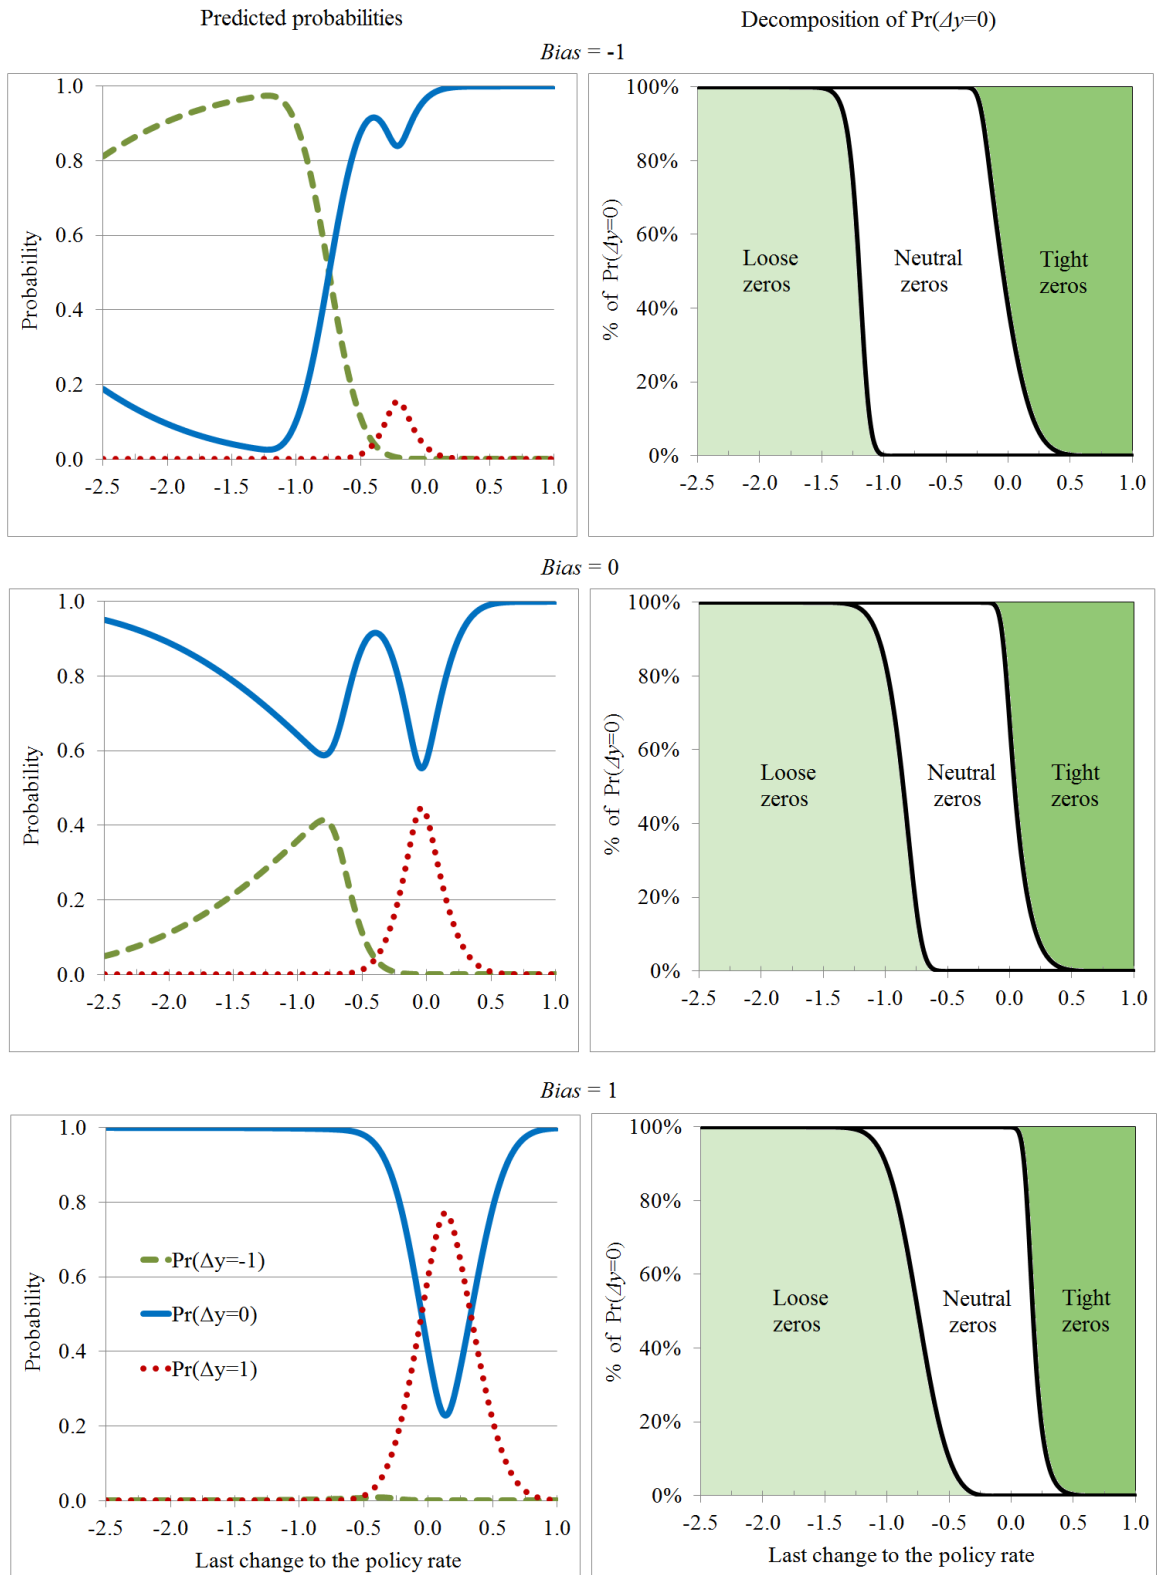 Predicted probabilities
Decomposition of Pr(Δy=0)
Bias = -1
1.0
0.8
0.6
0.4
0.2
0.0
Probability
-2.5 -2.0 -1.5 -1.0 -0.5 0.0 0.5 1.0
100%
80%
60%
40%
20%
0%
% of Pr(Δy=0)
Loose
zeros
Neutral
zeros
Tight
zeros
-2.5 -2.0 -1.5 -1.0 -0.5 0.0 0.5 1.0
Bias = 0
1.0
0.8
0.6
0.4
0.2
0.0
Probability
-2.5 -2.0 -1.5 -1.0 -0.5 0.0 0.5 1.0
100%
80%
60%
40%
20%
0%
% of Pr(Δy=0)
Loose
zeros
Neutral
zeros
Tight
zeros
-2.5 -2.0 -1.5 -1.0 -0.5 0.0 0.5 1.0
Bias = 1
1.0
0.8
0.6
0.4
0.2
0.0
Probability
Pr(Δy=-1)
Pr(Δy=0)
Pr(Δy=1)
-2.5 -2.0 -1.5 -1.0 -0.5 0.0 0.5 1.0
Last change to the policy rate
100%
80%
60%
40%
20%
0%
% of Pr(Δy=0)
Loose
zeros
Neutral
zeros
Tight
zeros
-2.5 -2.0 -1.5 -1.0 -0.5 0.0 0.5 1.0
Last change to the policy rate